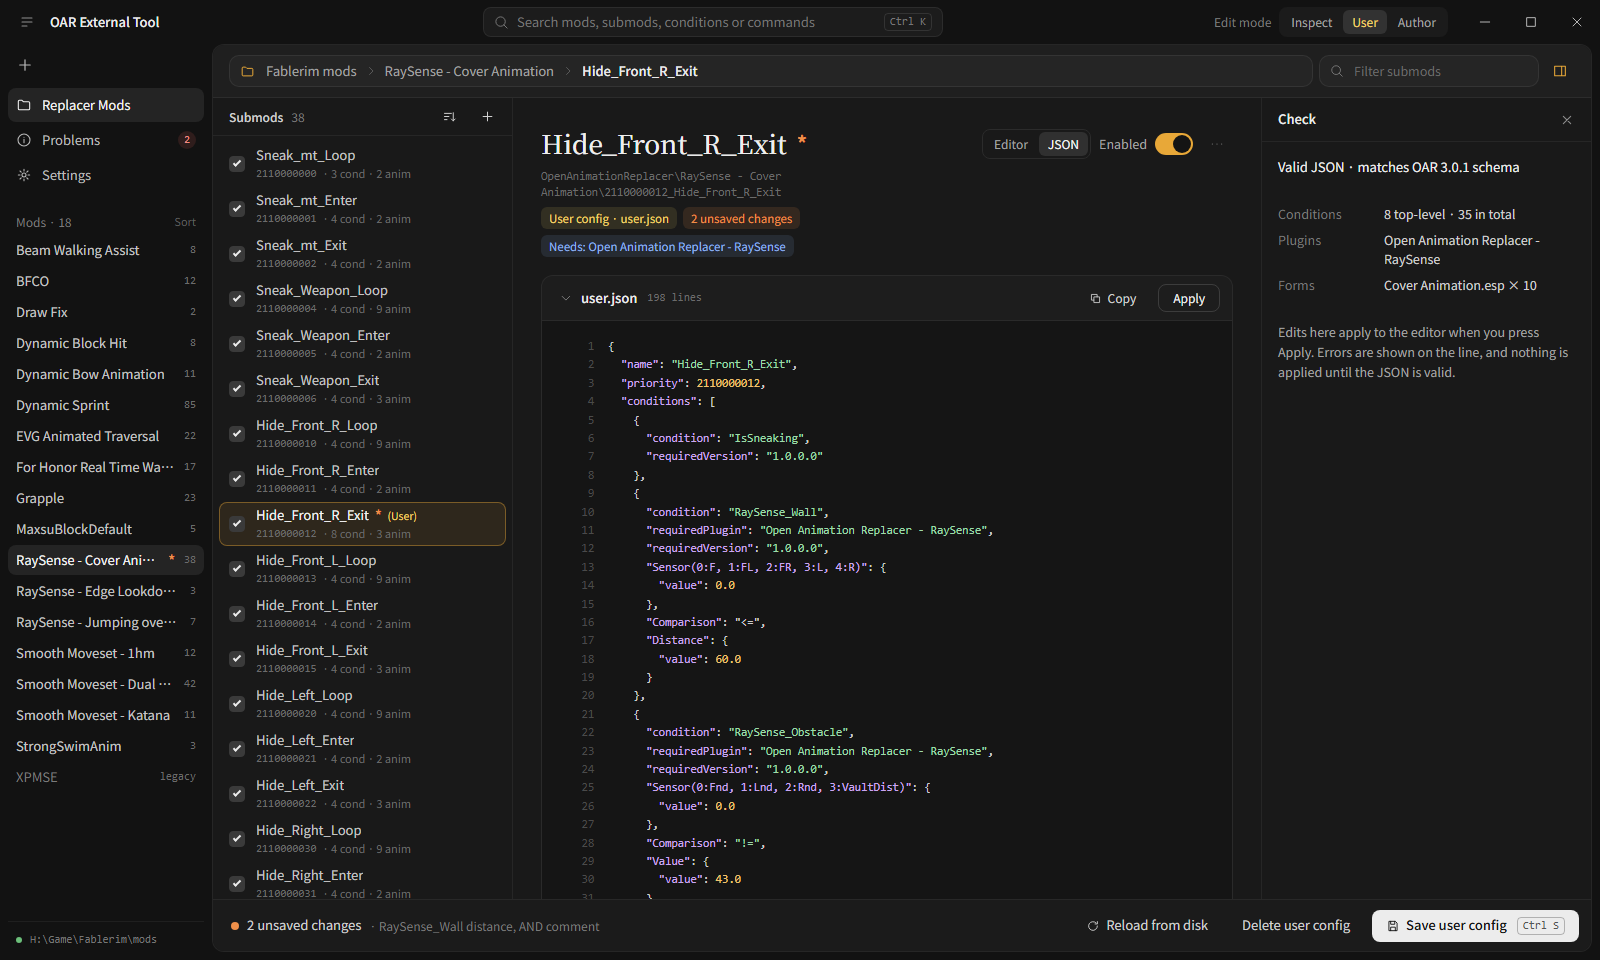 OAR External Tool
Search mods, submods, conditions or commands
Ctrl K
Edit mode
Inspect
User
Author
Replacer Mods
Problems
2
Settings
Mods · 18
Sort
Beam Walking Assist 8
BFCO 12
Draw Fix 2
Dynamic Block Hit 8
Dynamic Bow Animation 11
Dynamic Sprint 85
EVG Animated Traversal 22
For Honor Real Time Wa··· 17
Grapple 23
MaxsuBlockDefault 5
RaySense - Cover Ani··· * 38
RaySense - Edge Lookdo··· 3
RaySense - Jumping ove··· 7
Smooth Moveset - 1hm 12
Smooth Moveset - Dual ··· 42
Smooth Moveset - Katana 11
StrongSwimAnim 3
XPMSE legacy
H:\Game\Fablerim\mods
Fablerim mods
RaySense - Cover Animation
Hide_Front_R_Exit
Filter submods
Submods 38
Sneak_mt_Loop
2110000000 · 3 cond · 2 anim
Sneak_mt_Enter
2110000001 · 4 cond · 2 anim
Sneak_mt_Exit
2110000002 · 4 cond · 2 anim
Sneak_Weapon_Loop
2110000004 · 4 cond · 9 anim
Sneak_Weapon_Enter
2110000005 · 4 cond · 2 anim
Sneak_Weapon_Exit
2110000006 · 4 cond · 3 anim
Hide_Front_R_Loop
2110000010 · 4 cond · 9 anim
Hide_Front_R_Enter
2110000011 · 4 cond · 2 anim
Hide_Front_R_Exit * (User)
2110000012 · 8 cond · 3 anim
Hide_Front_L_Loop
2110000013 · 4 cond · 9 anim
Hide_Front_L_Enter
2110000014 · 4 cond · 2 anim
Hide_Front_L_Exit
2110000015 · 4 cond · 3 anim
Hide_Left_Loop
2110000020 · 4 cond · 9 anim
Hide_Left_Enter
2110000021 · 4 cond · 2 anim
Hide_Left_Exit
2110000022 · 4 cond · 3 anim
Hide_Right_Loop
2110000030 · 4 cond · 9 anim
Hide_Right_Enter
2110000031 · 4 cond · 2 anim
Hide_Front_R_Exit *
Editor
JSON
Enabled
OpenAnimationReplacer\RaySense - Cover
Animation\2110000012_Hide_Front_R_Exit
User config · user.json
2 unsaved changes
Needs: Open Animation Replacer - RaySense
user.json 198 lines
Copy
Apply
1 {
2 "name": "Hide_Front_R_Exit",
3 "priority": 2110000012,
4 "conditions": [
5 {
6 "condition": "IsSneaking",
7 "requiredVersion": "1.0.0.0"
8 },
9 {
10 "condition": "RaySense_Wall",
11 "requiredPlugin": "Open Animation Replacer - RaySense",
12 "requiredVersion": "1.0.0.0",
13 "Sensor(0:F, 1:FL, 2:FR, 3:L, 4:R)": {
14 "value": 0.0
15 },
16 "Comparison": "<=",
17 "Distance": {
18 "value": 60.0
19 }
20 },
21 {
22 "condition": "RaySense_Obstacle",
23 "requiredPlugin": "Open Animation Replacer - RaySense",
24 "requiredVersion": "1.0.0.0",
25 "Sensor(0:Fnd, 1:Lnd, 2:Rnd, 3:VaultDist)": {
26 "value": 0.0
27 },
28 "Comparison": "!=",
29 "Value": {
30 "value": 43.0
31 }
Check
Valid JSON · matches OAR 3.0.1 schema
Conditions 8 top-level · 35 in total
Plugins Open Animation Replacer -
RaySense
Forms Cover Animation.esp × 10
Edits here apply to the editor when you press
Apply. Errors are shown on the line, and nothing is
applied until the JSON is valid.
2 unsaved changes · RaySense_Wall distance, AND comment
Reload from disk
Delete user config
Save user config
Ctrl S